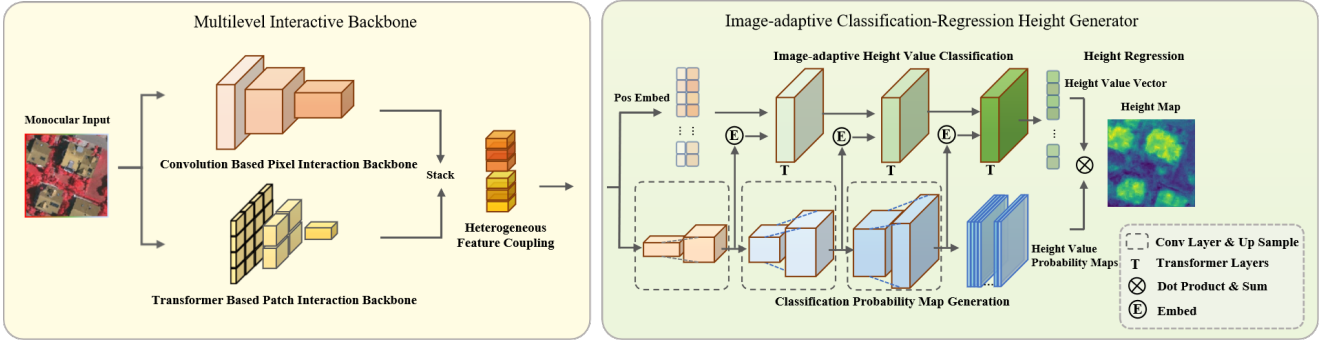 Multilevel Interactive Backbone
Monocular Input
Convolution Based Pixel Interaction Backbone
Stack
Heterogeneous
Feature Coupling
Transformer Based Patch Interaction Backbone
Image-adaptive Classification-Regression Height Generator
Image-adaptive Height Value Classification
Height Regression
Pos Embed
Height Value Vector
Height Map
E
E
E
T
T
T
Height Value
Probability Maps
Classification Probability Map Generation
Conv Layer & Up Sample
T Transformer Layers
Dot Product & Sum
E Embed